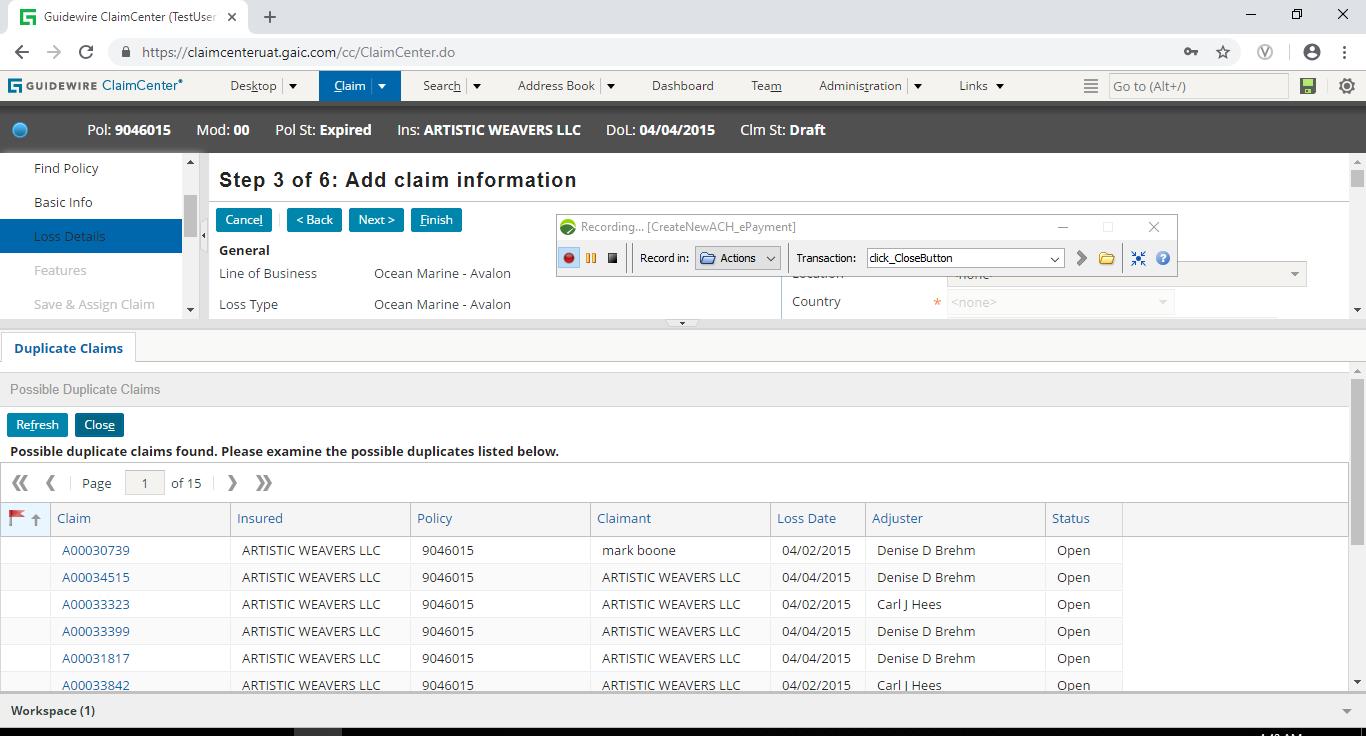 Guidewire ClaimCenter (TestUser
https://claimcenteruat.gaic.com/cc/ClaimCenter.do
GUIDEWIRE ClaimCenter® Desktop Claim Search Address Book Dashboard Team Administration Links Go to (Alt+/)
Pol: 9046015 Mod: 00 Pol St: Expired Ins: ARTISTIC WEAVERS LLC DoL: 04/04/2015 Clm St: Draft
Find Policy
Basic Info
Loss Details
Features
Save & Assign Claim
Step 3 of 6: Add claim information
Cancel < Back Next > Finish
General
Line of Business Ocean Marine - Avalon
Loss Type Ocean Marine - Avalon
Recording... [CreateNewACH_ePayment]
Record in: Actions Transaction: click_CloseButton
Location <none>
Country * <none>
Duplicate Claims
Possible Duplicate Claims
Refresh Close
Possible duplicate claims found. Please examine the possible duplicates listed below.
Page 1 of 15
Claim Insured Policy Claimant Loss Date Adjuster Status
A00030739 ARTISTIC WEAVERS LLC 9046015 mark boone 04/02/2015 Denise D Brehm Open
A00034515 ARTISTIC WEAVERS LLC 9046015 ARTISTIC WEAVERS LLC 04/04/2015 Denise D Brehm Open
A00033323 ARTISTIC WEAVERS LLC 9046015 ARTISTIC WEAVERS LLC 04/02/2015 Carl J Hees Open
A00033399 ARTISTIC WEAVERS LLC 9046015 ARTISTIC WEAVERS LLC 04/04/2015 Denise D Brehm Open
A00031817 ARTISTIC WEAVERS LLC 9046015 ARTISTIC WEAVERS LLC 04/04/2015 Denise D Brehm Open
A00033842 ARTISTIC WEAVERS LLC 9046015 ARTISTIC WEAVERS LLC 04/02/2015 Carl J Hees Open
Workspace (1)